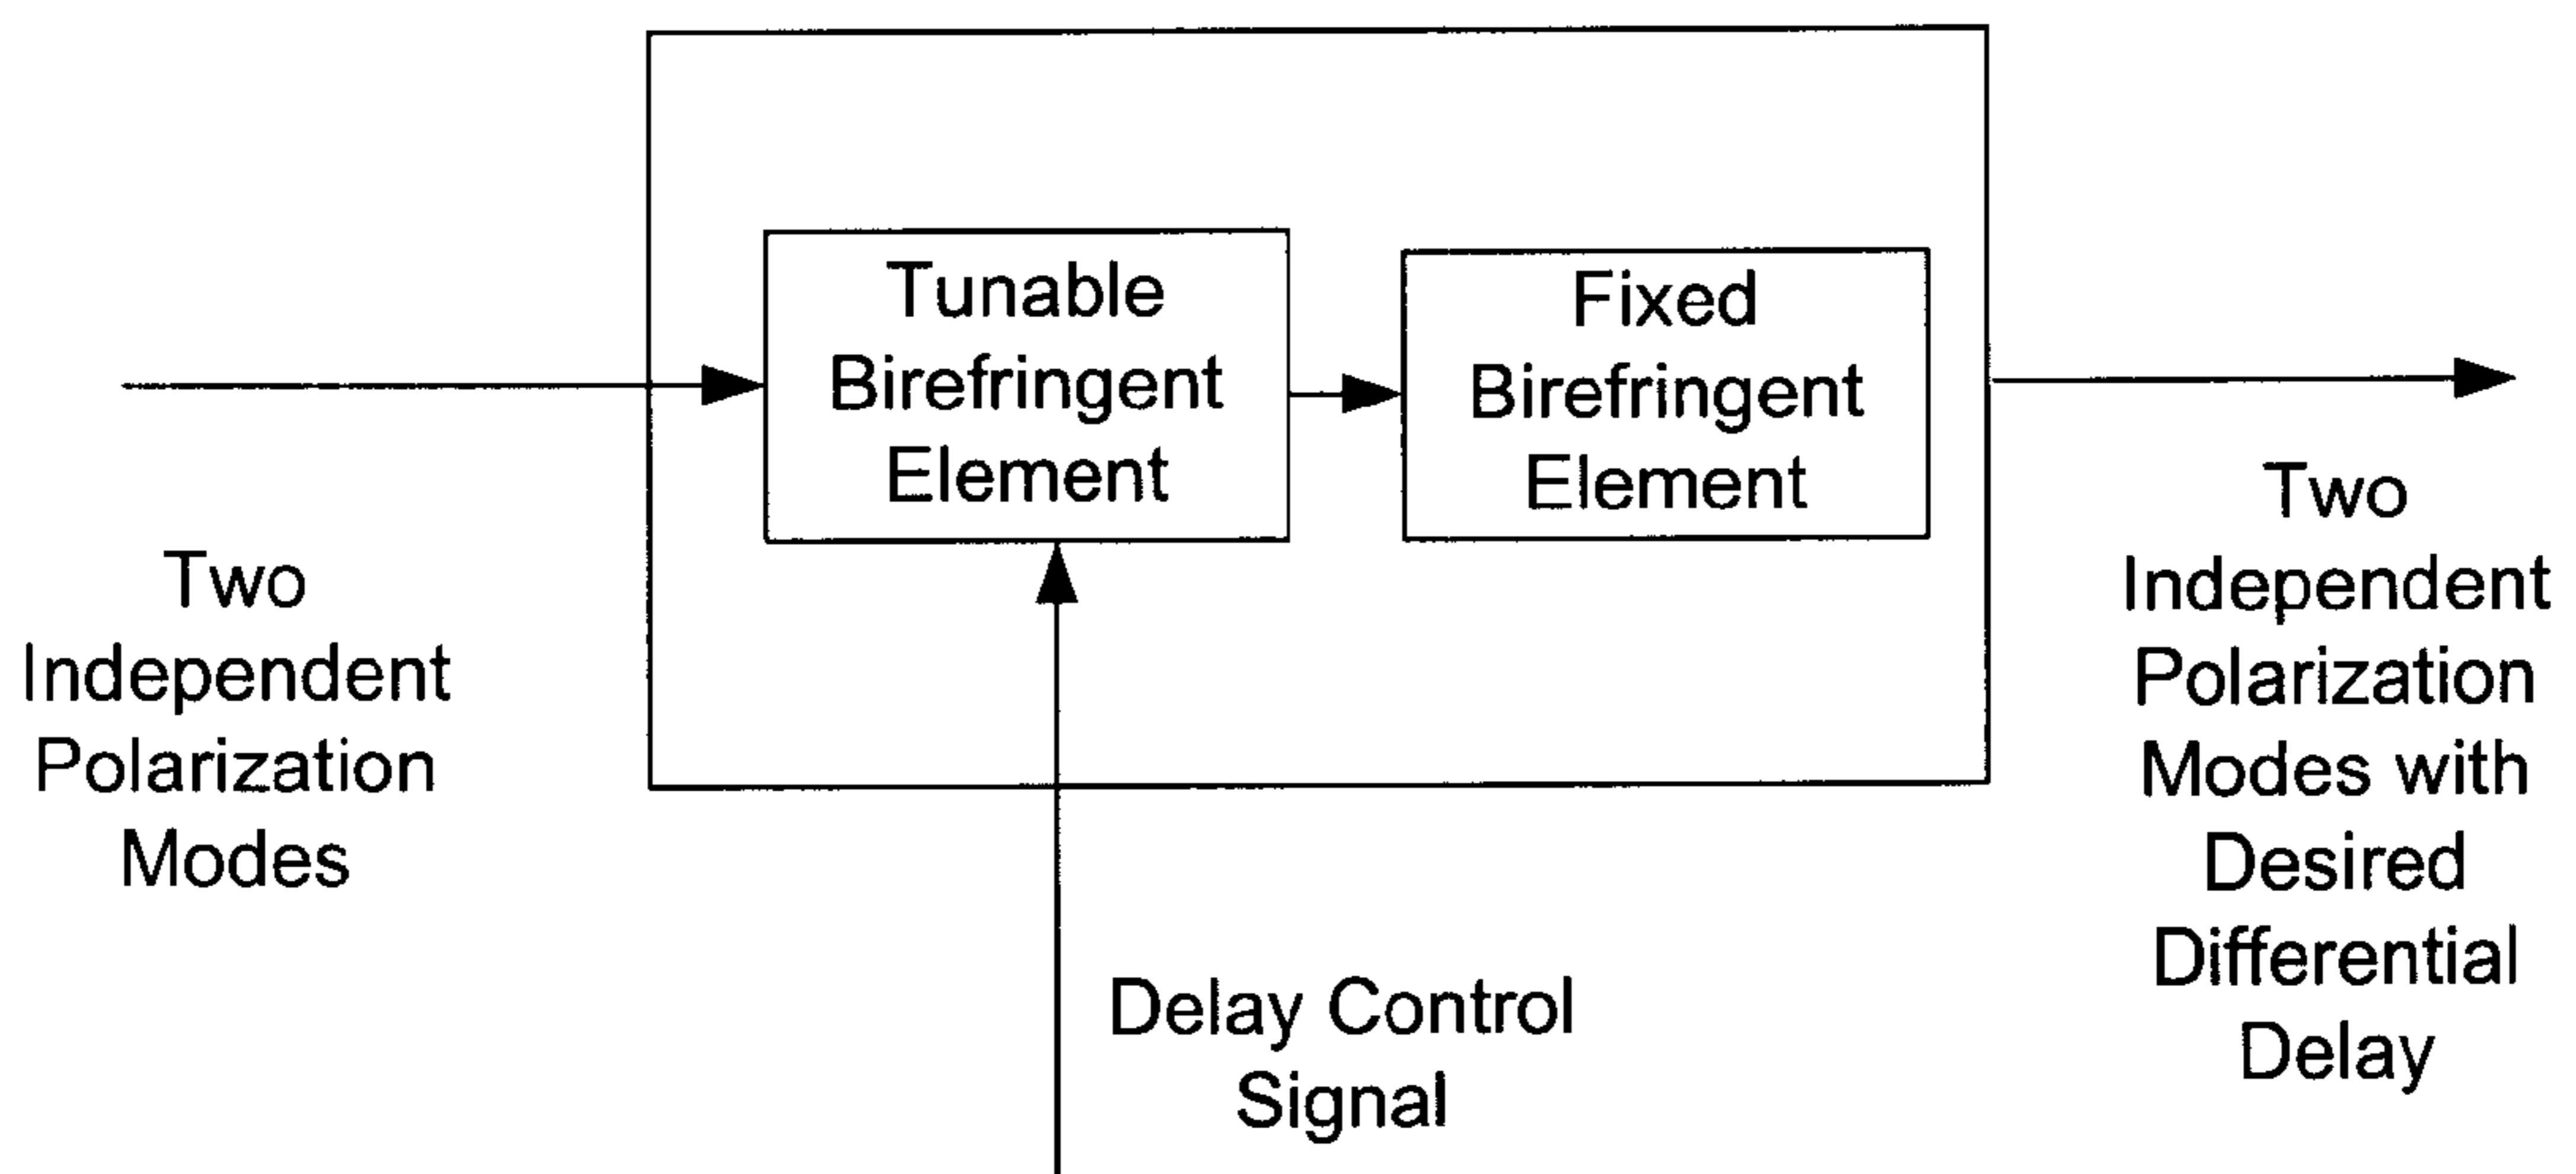 Tunable
Birefringent
Element
Fixed
Birefringent
Element
Two
Independent
Polarization
Modes
Two
Independent
Polarization
Modes with
Desired
Differential
Delay
Delay Control
Signal